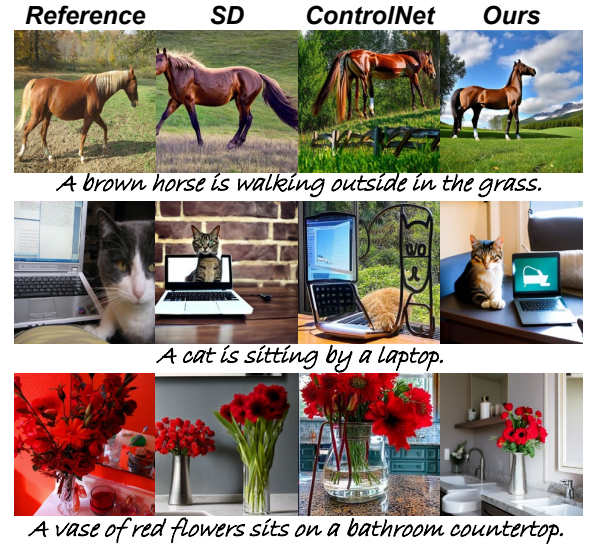 Reference SD ControlNet Ours
A brown horse is walking outside in the grass.
A cat is sitting by a laptop.
A vase of red flowers sits on a bathroom countertop.